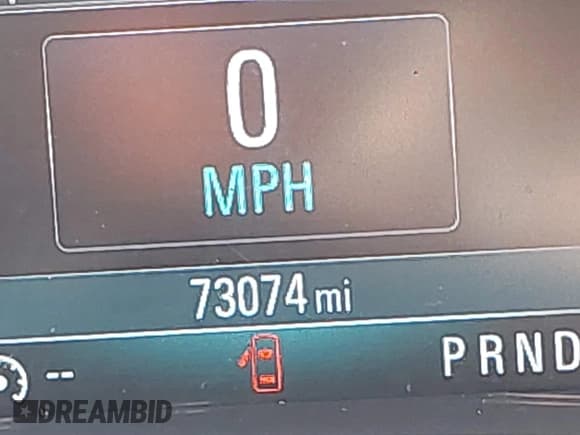 0
MPH
73074 mi
-- PRND
DREAMBID